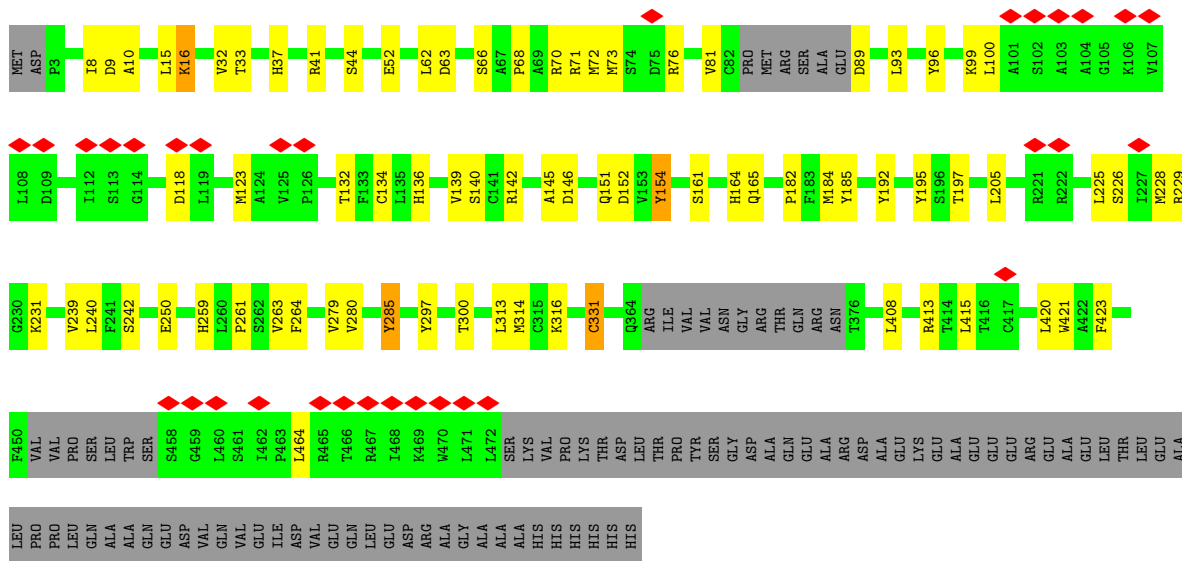 MET ASP P3 I8 D9 A10 L15 K16 V32 T33 H37 R41 S44 E52 L62 D63 S66 A67 P68 A69 R70 R71 M72 M73 S74 D75 R76 V81 C82 PRO MET ARG SER ALA GLU D89 L93 Y96 K99 L100 A101 S102 A103 A104 G105 K106 V107
L108 D109 I112 S113 G114 D118 L119 M123 A124 V125 P126 T132 F133 C134 L135 H136 V139 S140 C141 R142 A145 D146 Q151 D152 V153 Y154 S161 H164 Q165 P182 F183 M184 Y185 Y192 Y195 S196 T197 L205 R221 R222 L225 S226 I227 M228 R229
G230 K231 V239 L240 F241 S242 E250 H259 L260 P261 S262 V263 F264 V279 V280 Y285 Y297 T300 L313 M314 C315 K316 C331 Q364 ARG ILE VAL VAL ASN GLY ARG THR GLN ARG ASN T376 L408 R413 T414 L415 T416 C417 L420 W421 A422 F423
F450 VAL VAL PRO SER LEU TRP SER S458 G459 L460 S461 I462 P463 L464 R465 T466 R467 I468 K469 W470 L471 L472 SER LYS VAL PRO LYS THR ASP LEU THR PRO TYR SER GLY ASP ALA GLN GLU ALA ARG ASP ALA GLU LYS GLU ALA GLU GLU GLU ARG GLU ALA GLU LEU THR LEU GLU ALA
LEU PRO PRO LEU GLN ALA ALA GLN GLU ASP VAL GLN VAL GLU ILE ASP VAL GLU GLN LEU GLU ASP ARG ALA GLY ALA ALA ALA HIS HIS HIS HIS HIS HIS